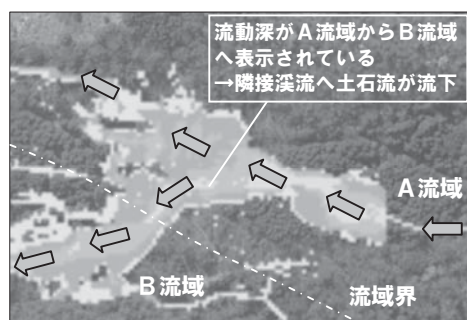 流動深がA流域からB流域
へ表示されている
→隣接渓流へ土石流が流下
A流域
B流域
流域界